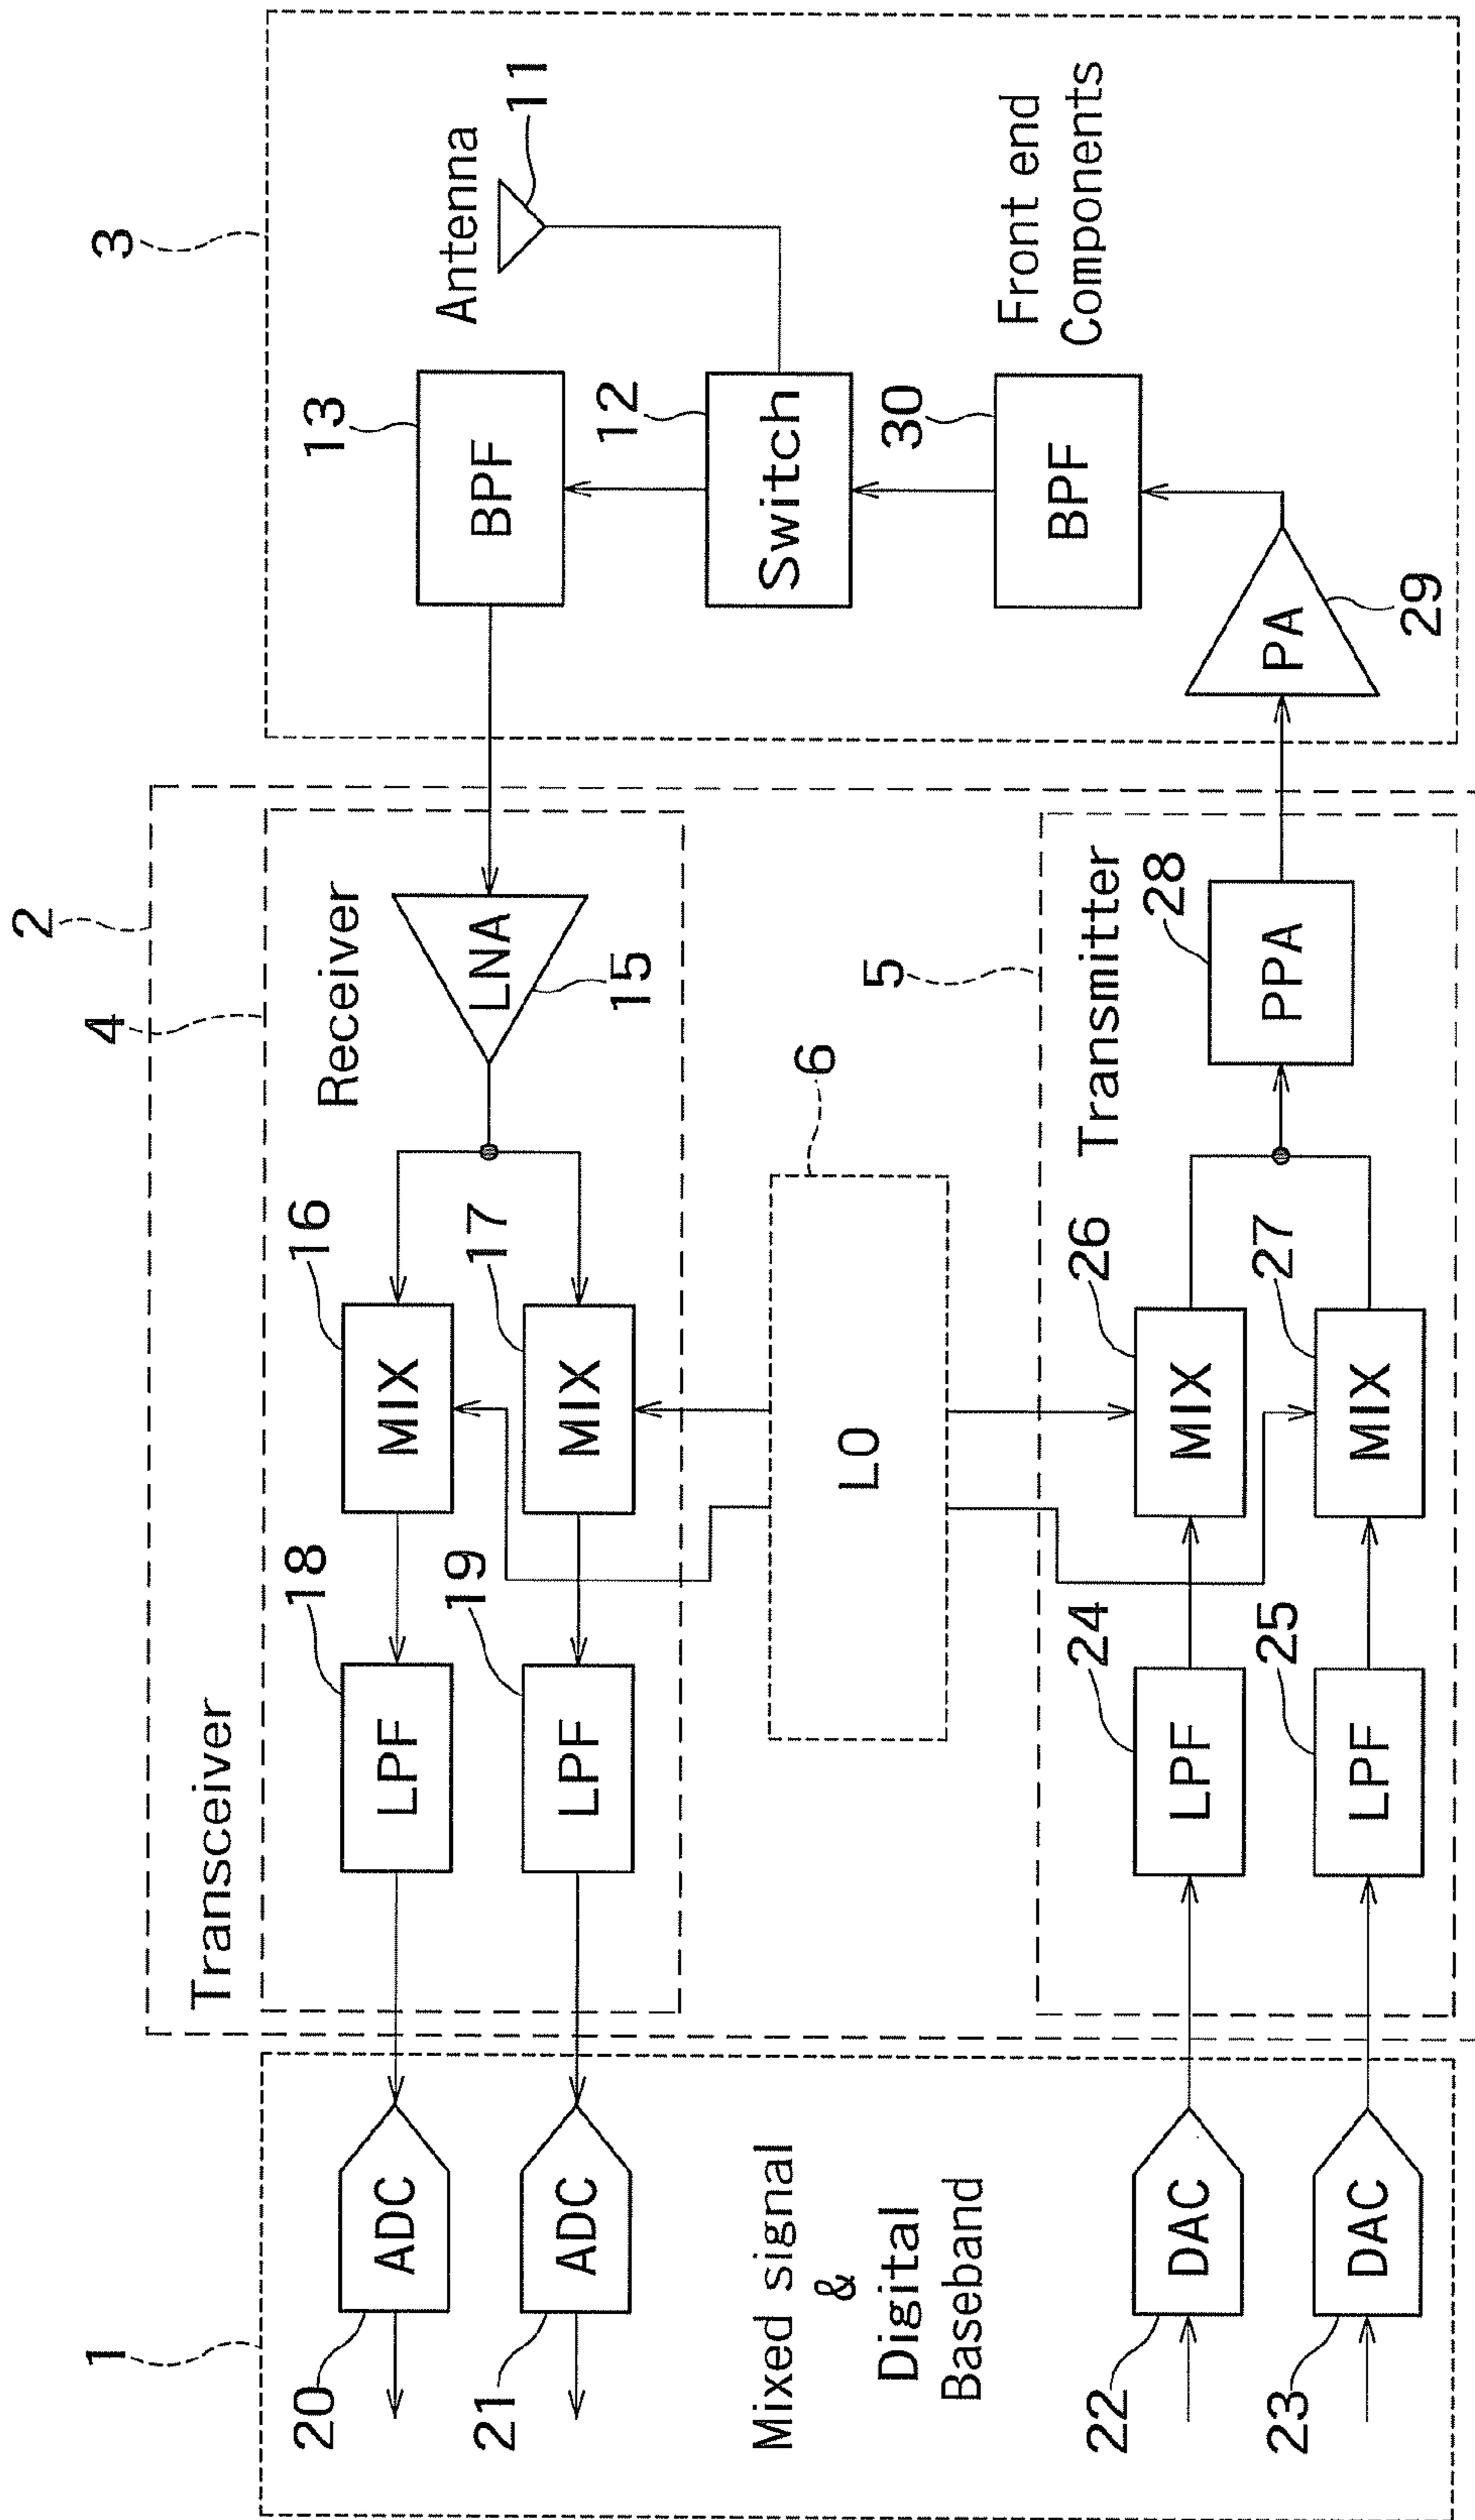 3
Antenna
11
13
BPF
12
Switch
30
BPF
Front end
Components
PA
29
2
Transceiver
4
Receiver
LNA
15
16
MIX
17
MIX
18
LPF
19
LPF
6
LO
5
Transmitter
28
PPA
26
MIX
27
MIX
24
LPF
25
LPF
1
20
ADC
21
ADC
Mixed signal
&
Digital
Baseband
22
DAC
23
DAC